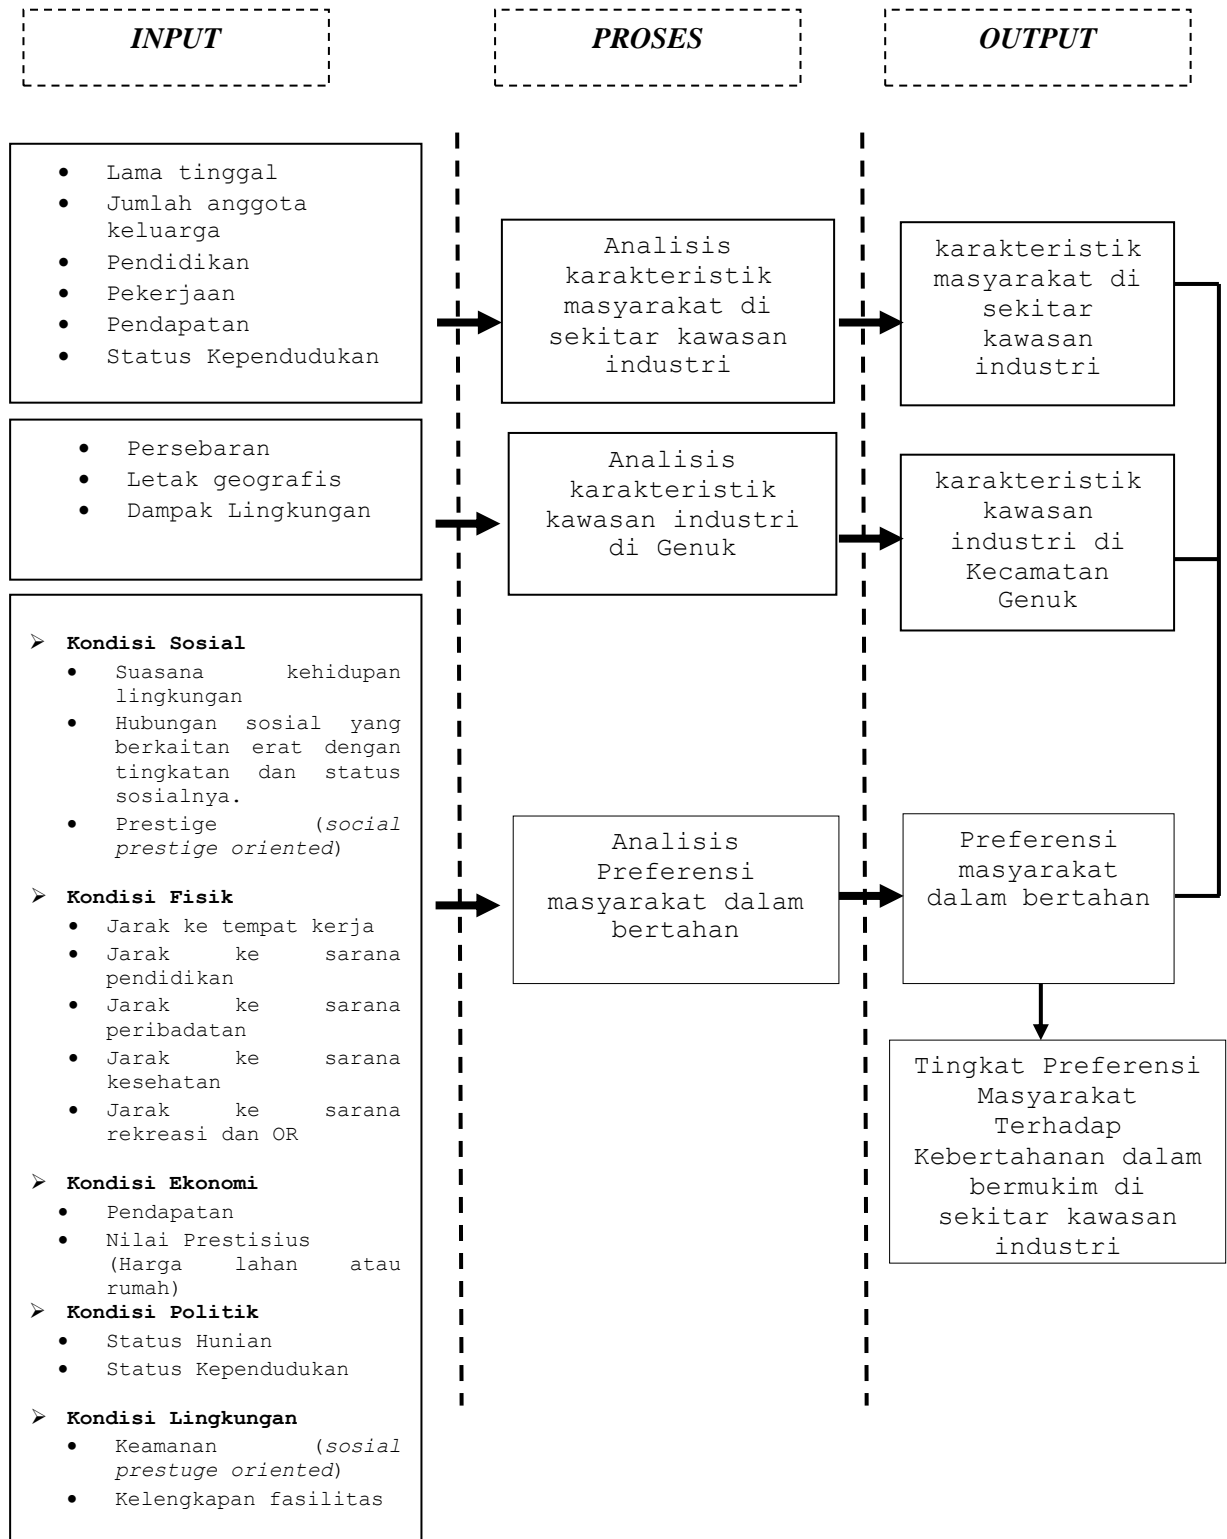 INPUT
PROSES
OUTPUT
• Lama tinggal
• Jumlah anggota
keluarga
• Pendidikan
• Pekerjaan
• Pendapatan
• Status Kependudukan
Analisis
karakteristik
masyarakat di
sekitar kawasan
industri
karakteristik
masyarakat di
sekitar
kawasan
industri
• Persebaran
• Letak geografis
• Dampak Lingkungan
Analisis
karakteristik
kawasan industri
di Genuk
karakteristik
kawasan
industri di
Kecamatan
Genuk
➢ Kondisi Sosial
• Suasana kehidupan
lingkungan
• Hubungan sosial yang
berkaitan erat dengan
tingkatan dan status
sosialnya.
• Prestige (social
prestige oriented)
➢ Kondisi Fisik
• Jarak ke tempat kerja
• Jarak ke sarana
pendidikan
• Jarak ke sarana
peribadatan
• Jarak ke sarana
kesehatan
• Jarak ke sarana
rekreasi dan OR
➢ Kondisi Ekonomi
• Pendapatan
• Nilai Prestisius
(Harga lahan atau
rumah)
➢ Kondisi Politik
• Status Hunian
• Status Kependudukan
➢ Kondisi Lingkungan
• Keamanan (sosial
prestuge oriented)
• Kelengkapan fasilitas
Analisis
Preferensi
masyarakat dalam
bertahan
Preferensi
masyarakat
dalam bertahan
Tingkat Preferensi
Masyarakat
Terhadap
Kebertahanan dalam
bermukim di
sekitar kawasan
industri